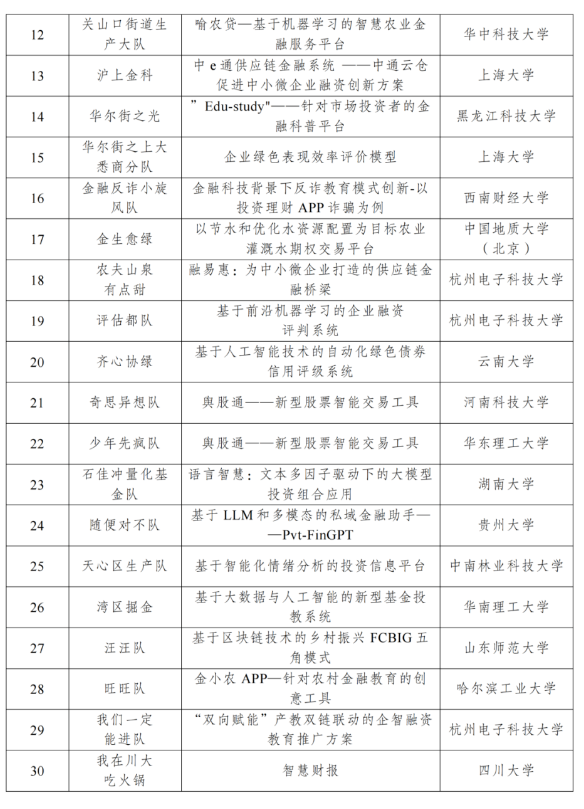 12 关山口街道生产大队 喻农贷—基于机器学习的智慧农业金融服务平台 华中科技大学
13 沪上金科 中 e 通供应链金融系统 ——中通云仓促进中小微企业融资创新方案 上海大学
14 华尔街之光 ”Edu-study"——针对市场投资者的金融科普平台 黑龙江科技大学
15 华尔街之上大悉商分队 企业绿色表现效率评价模型 上海大学
16 金融反诈小旋风队 金融科技背景下反诈教育模式创新-以投资理财 APP 诈骗为例 西南财经大学
17 金生愈绿 以节水和优化水资源配置为目标农业灌溉水期权交易平台 中国地质大学（北京）
18 农夫山泉有点甜 融易惠：为中小微企业打造的供应链金融桥梁 杭州电子科技大学
19 评估都队 基于前沿机器学习的企业融资评判系统 杭州电子科技大学
20 齐心协绿 基于人工智能技术的自动化绿色债券信用评级系统 云南大学
21 奇思异想队 舆股通——新型股票智能交易工具 河南科技大学
22 少年先疯队 舆股通——新型股票智能交易工具 华东理工大学
23 石佳冲量化基金队 语言智慧：文本多因子驱动下的大模型投资组合应用 湖南大学
24 随便对不队 基于 LLM 和多模态的私域金融助手——Pvt-FinGPT 贵州大学
25 天心区生产队 基于智能化情绪分析的投资信息平台 中南林业科技大学
26 湾区掘金 基于大数据与人工智能的新型基金投教系统 华南理工大学
27 汪汪队 基于区块链技术的乡村振兴 FCBIG 五角模式 山东师范大学
28 旺旺队 金小农 APP—针对农村金融教育的创意工具 哈尔滨工业大学
29 我们一定能进队 “双向赋能”产教双链联动的企智融资教育推广方案 杭州电子科技大学
30 我在川大吃火锅 智慧财报 四川大学